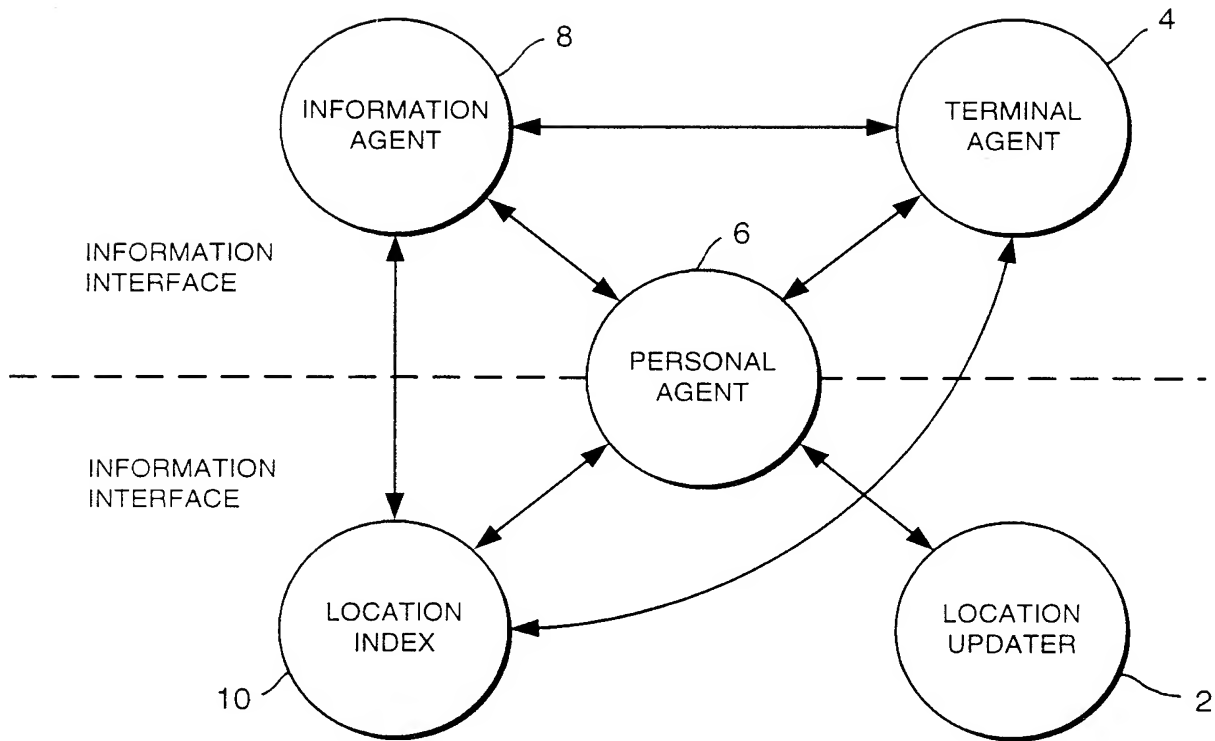 8
4
INFORMATION
AGENT
TERMINAL
AGENT
6
INFORMATION
INTERFACE
PERSONAL
AGENT
INFORMATION
INTERFACE
LOCATION
INDEX
LOCATION
UPDATER
10
2